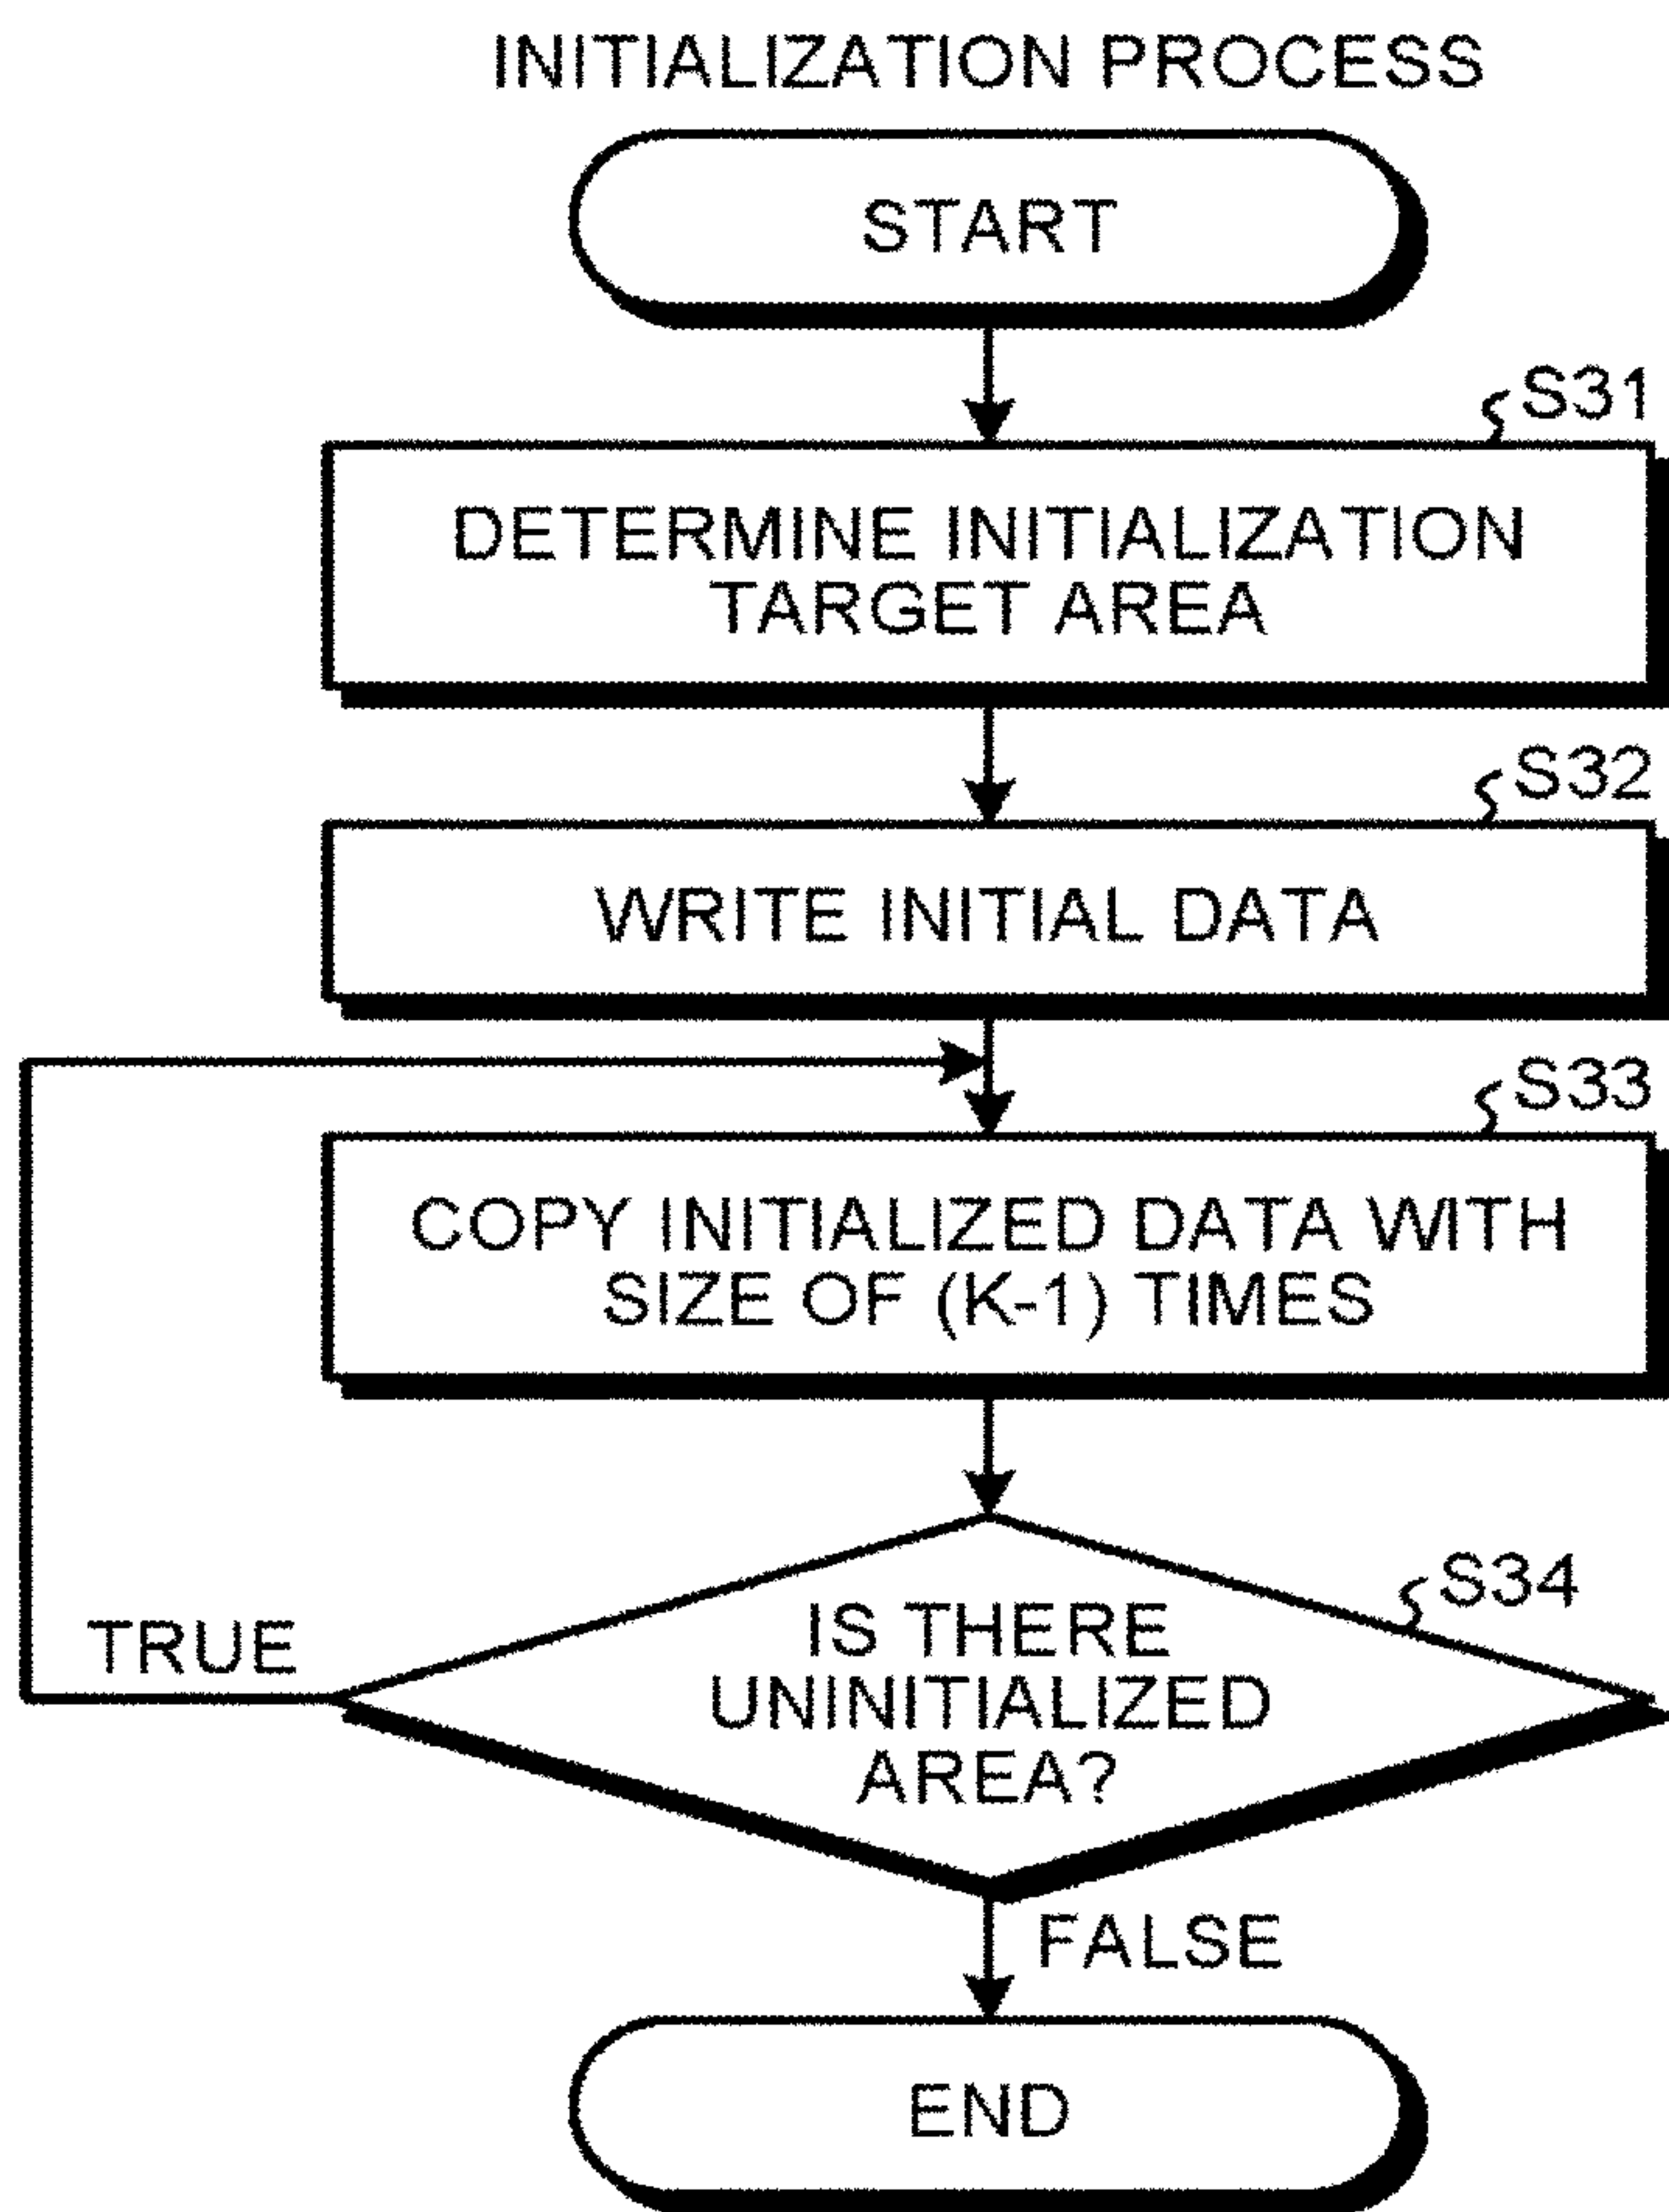 INITIALIZATION PROCESS
START
S31
DETERMINE INITIALIZATION
TARGET AREA
S32
WRITE INITIAL DATA
S33
COPY INITIALIZED DATA WITH
SIZE OF (K-1) TIMES
S34
IS THERE
UNINITIALIZED
AREA?
TRUE
FALSE
END